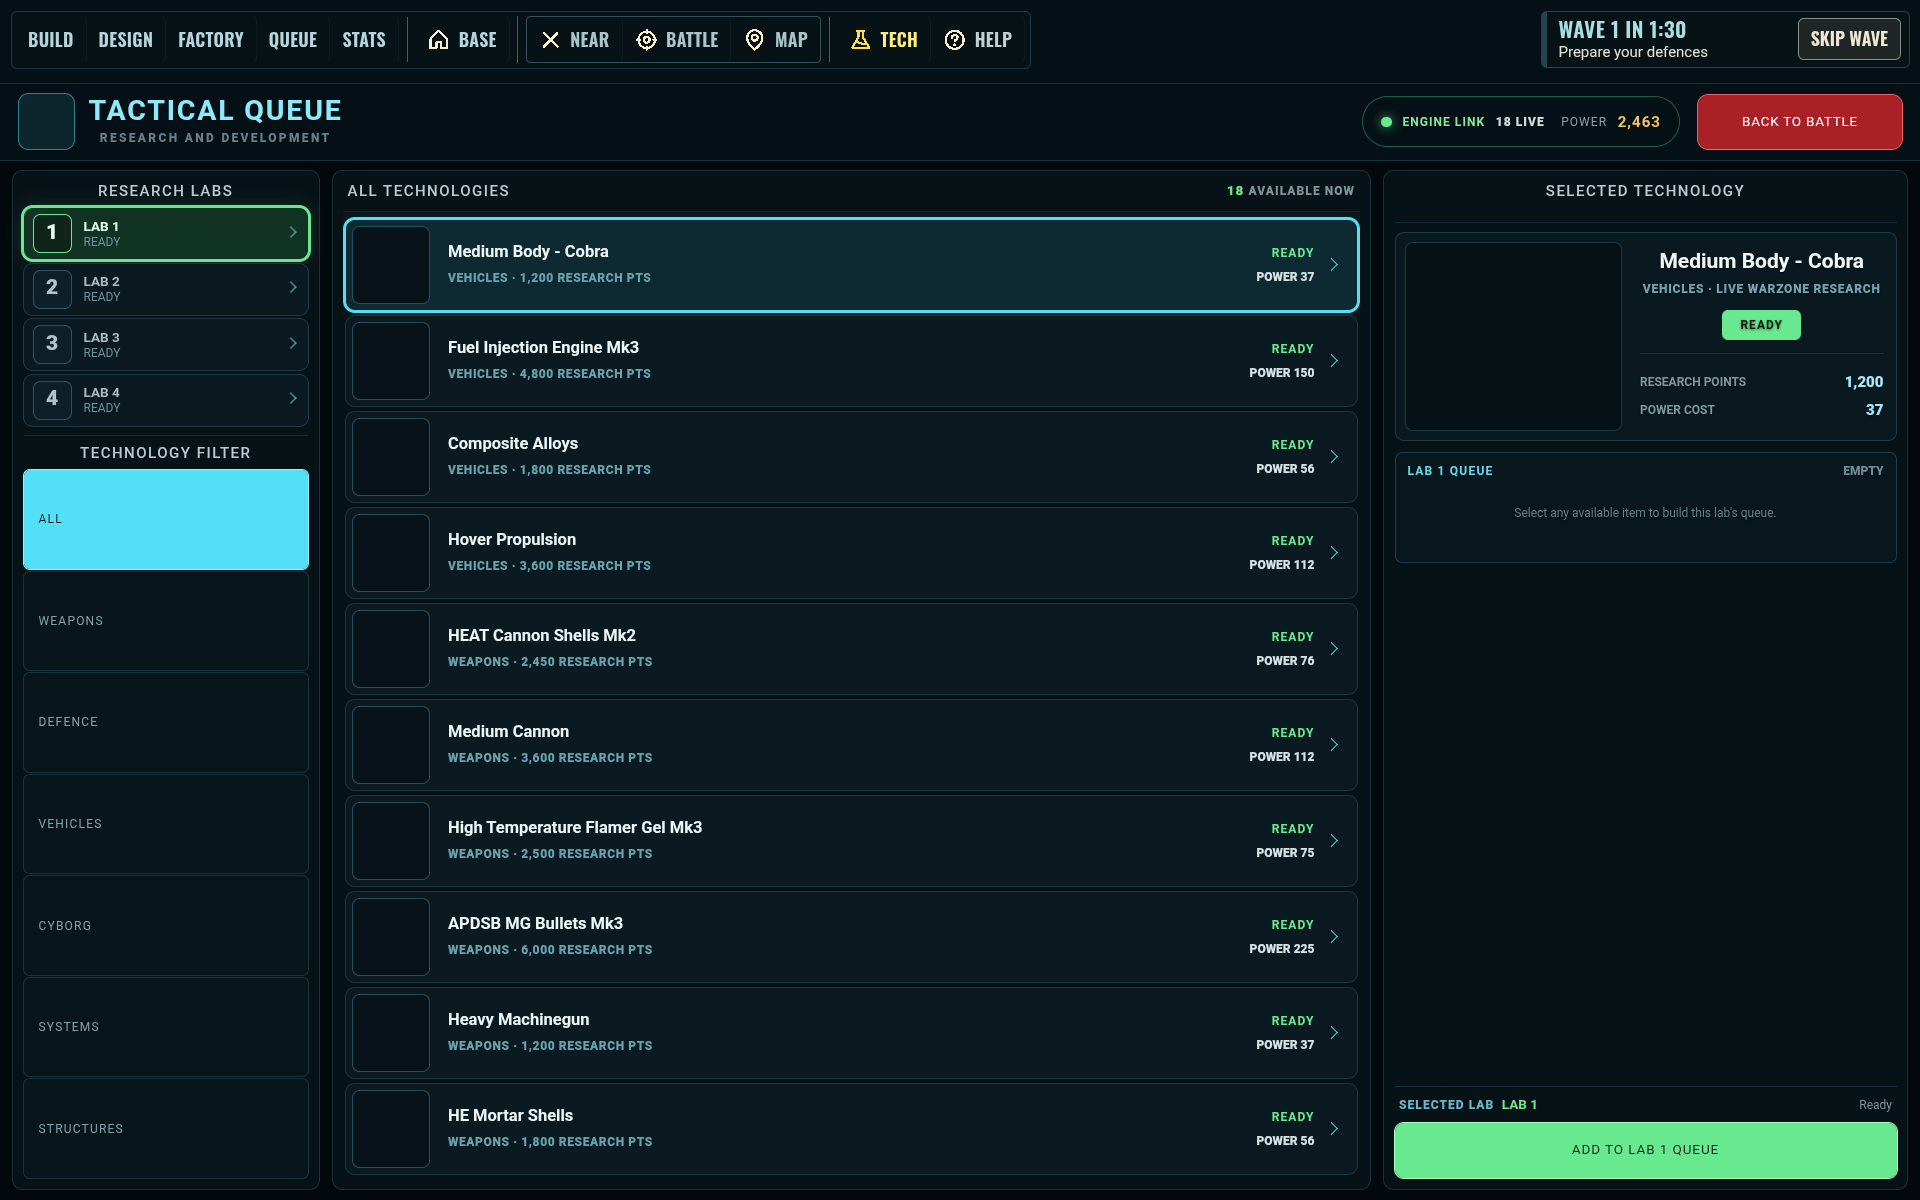 BUILD DESIGN FACTORY QUEUE STATS BASE NEAR BATTLE MAP TECH HELP
WAVE 1 IN 1:30
Prepare your defences
SKIP WAVE
TACTICAL QUEUE
RESEARCH AND DEVELOPMENT
ENGINE LINK 18 LIVE POWER 2,463
BACK TO BATTLE
RESEARCH LABS
1 LAB 1
READY
2 LAB 2
READY
3 LAB 3
READY
4 LAB 4
READY
TECHNOLOGY FILTER
ALL
WEAPONS
DEFENCE
VEHICLES
CYBORG
SYSTEMS
STRUCTURES
ALL TECHNOLOGIES 18 AVAILABLE NOW
Medium Body - Cobra READY
VEHICLES · 1,200 RESEARCH PTS POWER 37
Fuel Injection Engine Mk3 READY
VEHICLES · 4,800 RESEARCH PTS POWER 150
Composite Alloys READY
VEHICLES · 1,800 RESEARCH PTS POWER 56
Hover Propulsion READY
VEHICLES · 3,600 RESEARCH PTS POWER 112
HEAT Cannon Shells Mk2 READY
WEAPONS · 2,450 RESEARCH PTS POWER 76
Medium Cannon READY
WEAPONS · 3,600 RESEARCH PTS POWER 112
High Temperature Flamer Gel Mk3 READY
WEAPONS · 2,500 RESEARCH PTS POWER 75
APDSB MG Bullets Mk3 READY
WEAPONS · 6,000 RESEARCH PTS POWER 225
Heavy Machinegun READY
WEAPONS · 1,200 RESEARCH PTS POWER 37
HE Mortar Shells READY
WEAPONS · 1,800 RESEARCH PTS POWER 56
SELECTED TECHNOLOGY
Medium Body - Cobra
VEHICLES · LIVE WARZONE RESEARCH
READY
RESEARCH POINTS 1,200
POWER COST 37
LAB 1 QUEUE EMPTY
Select any available item to build this lab's queue.
SELECTED LAB LAB 1 Ready
ADD TO LAB 1 QUEUE